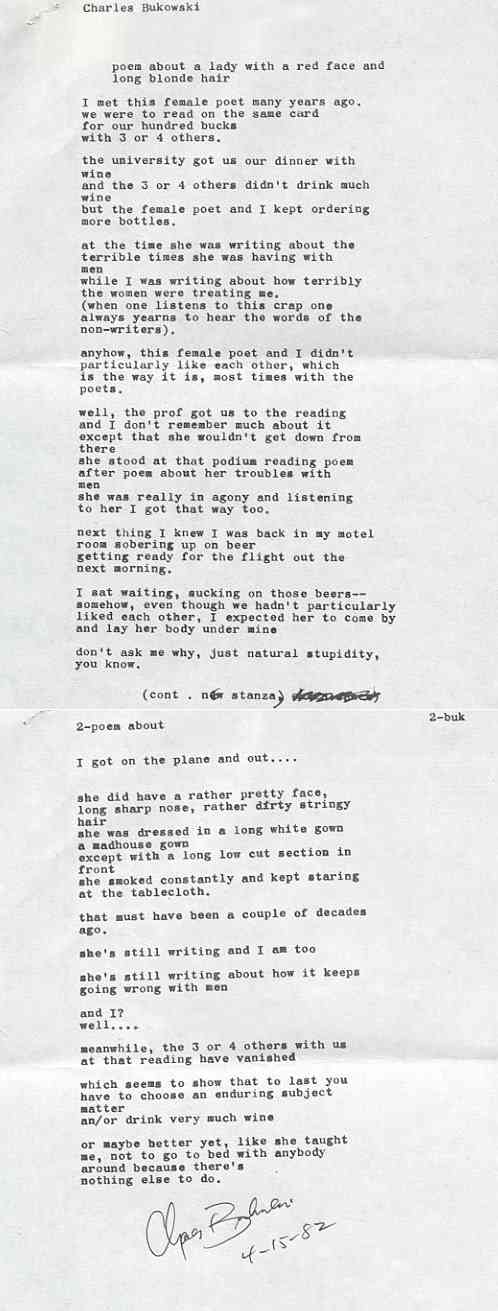 Charles Bukowski
poem about a lady with a red face and
long blonde hair
I met this female poet many years ago.
we were to read on the same card
for our hundred bucks
with 3 or 4 others.
the university got us our dinner with
wine
and the 3 or 4 others didn't drink much
wine
but the female poet and I kept ordering
more bottles.
at the time she was writing about the
terrible times she was having with
men
while I was writing about how terribly
the women were treating me.
(when one listens to this crap one
always yearns to hear the words of the
non-writers).
anyhow, this female poet and I didn't
particularly like each other, which
is the way it is, most times with the
poets.
well, the prof got us to the reading
and I don't remember much about it
except that she wouldn't get down from
there
she stood at that podium reading poem
after poem about her troubles with
men
she was really in agony and listening
to her I got that way too.
next thing I knew I was back in my motel
room sobering up on beer
getting ready for the flight out the
next morning.
I sat waiting, sucking on those beers--
somehow, even though we hadn't particularly
liked each other, I expected her to come by
and lay her body under mine
don't ask me why, just natural stupidity,
you know.
(cont . new stanza)
2-poem about
2-buk
I got on the plane and out....
she did have a rather pretty face,
long sharp nose, rather dirty stringy
hair
she was dressed in a long white gown
a madhouse gown
except with a long low cut section in
front
she smoked constantly and kept staring
at the tablecloth.
that must have been a couple of decades
ago.
she's still writing and I am too
she's still writing about how it keeps
going wrong with men
and I?
well....
meanwhile, the 3 or 4 others with us
at that reading have vanished
which seems to show that to last you
have to choose an enduring subject
matter
an/or drink very much wine
or maybe better yet, like she taught
me, not to go to bed with anybody
around because there's
nothing else to do.
4-15-82